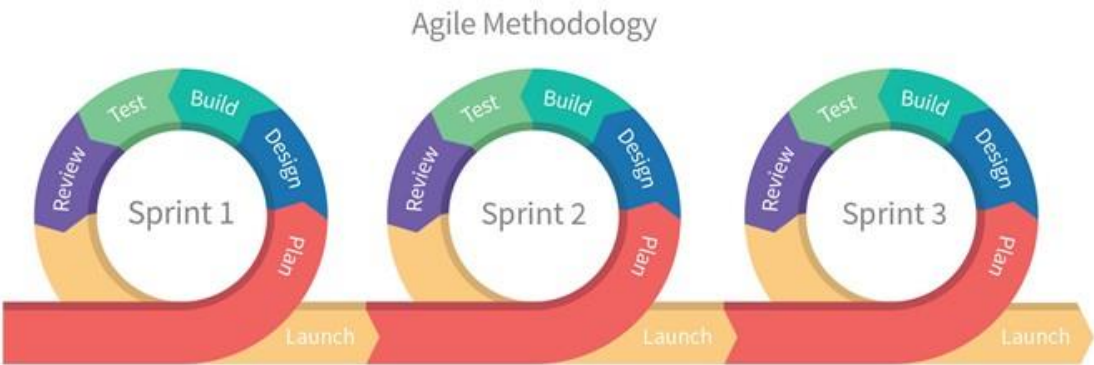 Agile Methodology
Test
Build
Review
Design
Sprint 1
Plan
Launch
Test
Build
Review
Design
Sprint 2
Plan
Launch
Test
Build
Review
Design
Sprint 3
Plan
Launch